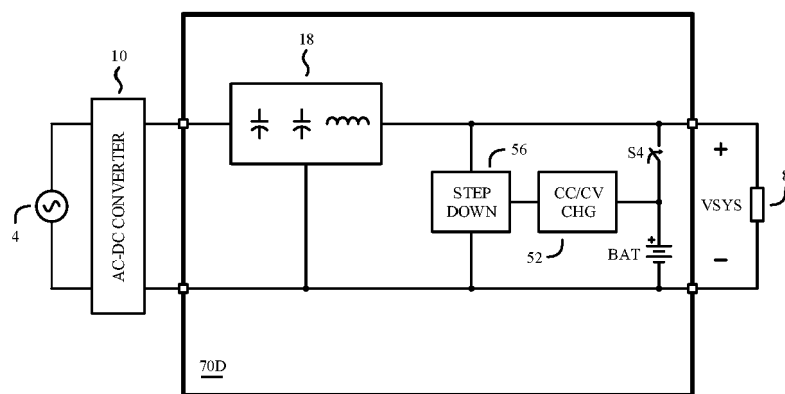 10
18
AC-DC CONVERTER
4
56
STEP
DOWN
CC/CV
CHG
52
S4
+
BAT
+
VSYS
−
8
70D